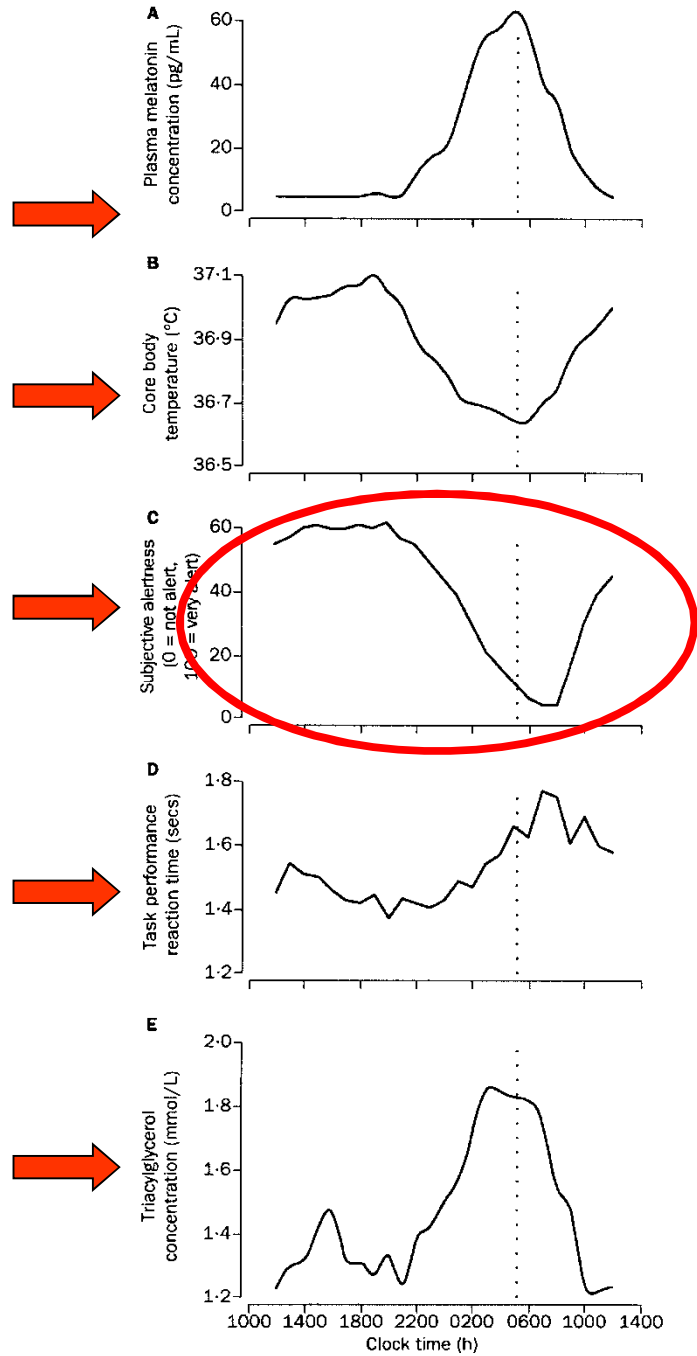 A
Plasma melatonin
concentration (pg/mL)
60
40
20
0
B
Core body
temperature (°C)
37·1
36·9
36·7
36·5
C
Subjective alertness
(0 = not alert,
100 = very alert)
60
40
20
0
D
Task performance
reaction time (secs)
1·8
1·6
1·4
1·2
E
Triacylglycerol
concentration (mmol/L)
2·0
1·8
1·6
1·4
1·2
1000 1400 1800 2200 0200 0600 1000 1400
Clock time (h)